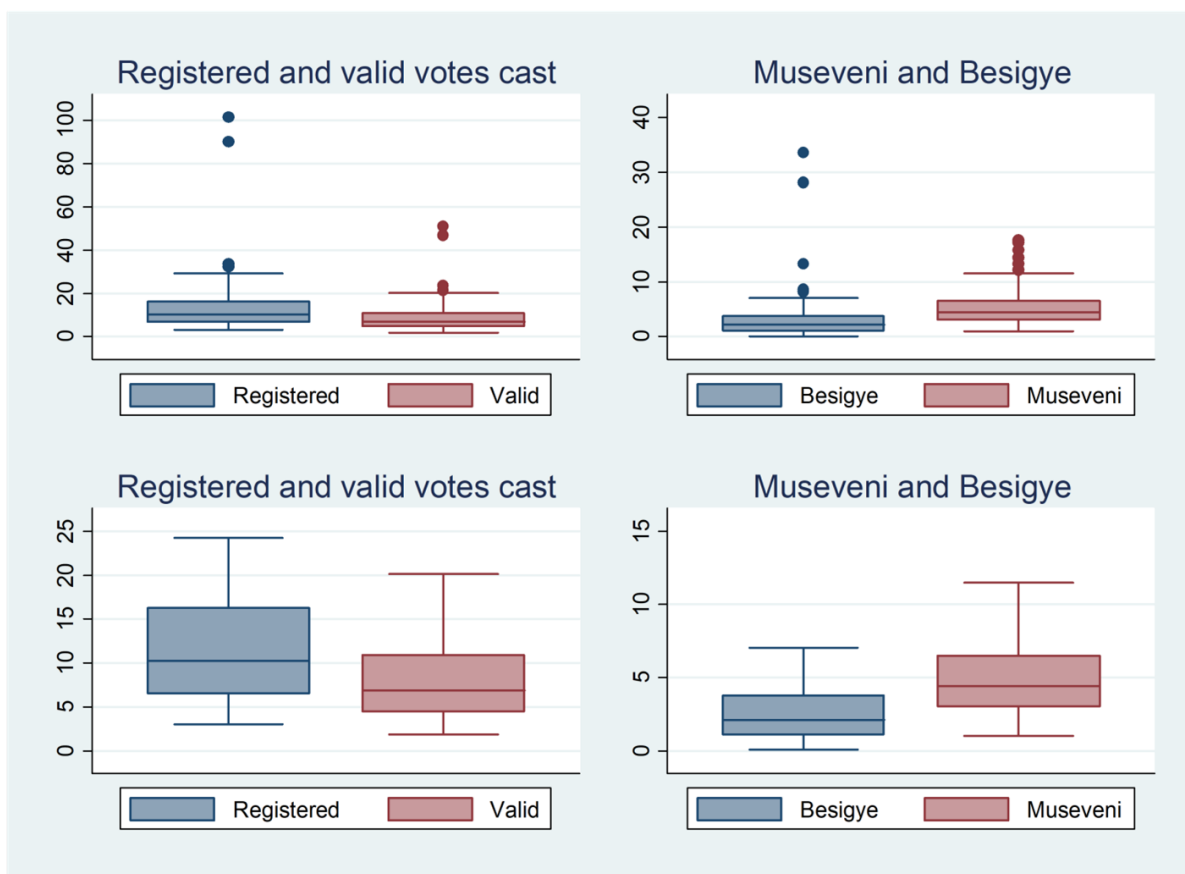 Registered and valid votes cast
100
80
60
40
20
0
Registered Valid
Museveni and Besigye
40
30
20
10
0
Besigye Museveni
Registered and valid votes cast
25
20
15
10
5
0
Registered Valid
Museveni and Besigye
15
10
5
0
Besigye Museveni